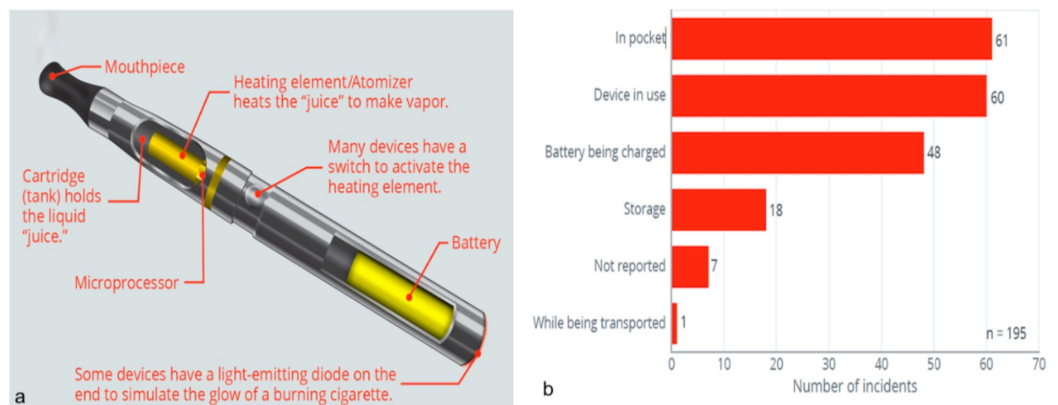 Mouthpiece
Heating element/Atomizer
heats the “juice” to make vapor.
Many devices have a
switch to activate the
heating element.
Cartridge
(tank) holds
the liquid
“juice.”
Battery
Microprocessor
Some devices have a light-emitting diode on the
end to simulate the glow of a burning cigarette.
a
In pocket
61
Device in use
60
Battery being charged
48
Storage
18
Not reported
7
While being transported
1
n = 195
0 10 20 30 40 50 60 70
Number of incidents
b